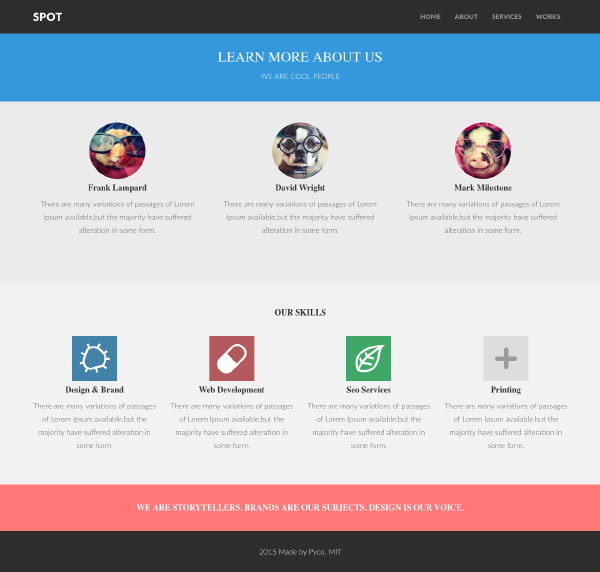 SPOT
HOME ABOUT SERVICES WORKS
LEARN MORE ABOUT US
WE ARE COOL PEOPLE
Frank Lampard
There are many variations of passages of Lorem
Ipsum available,but the majority have suffered
alteration in some form.
David Wright
There are many variations of passages of Lorem
Ipsum available,but the majority have suffered
alteration in some form.
Mark Milestone
There are many variations of passages of Lorem
Ipsum available,but the majority have suffered
alteration in some form.
OUR SKILLS
Design & Brand
There are many variations of passages
of Lorem Ipsum available,but the
majority have suffered alteration in
some form.
Web Development
There are many variations of passages
of Lorem Ipsum available,but the
majority have suffered alteration in
some form.
Seo Services
There are many variations of passages
of Lorem Ipsum available,but the
majority have suffered alteration in
some form.
Printing
There are many variations of passages
of Lorem Ipsum available,but the
majority have suffered alteration in
some form.
WE ARE STORYTELLERS. BRANDS ARE OUR SUBJECTS. DESIGN IS OUR VOICE.
2015 Made by Pyco. MIT